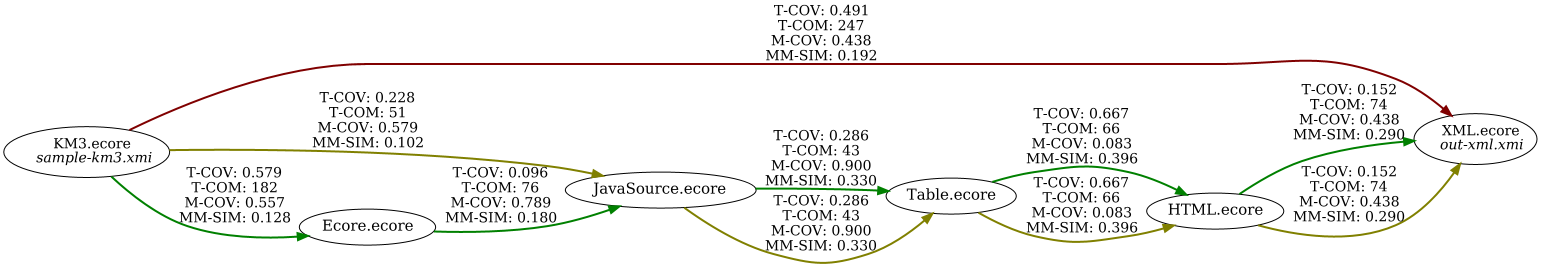 T-COV: 0.491
T-COM: 247
M-COV: 0.438
MM-SIM: 0.192
KM3.ecore
sample-km3.xmi
T-COV: 0.228
T-COM: 51
M-COV: 0.579
MM-SIM: 0.102
T-COV: 0.579
T-COM: 182
M-COV: 0.557
MM-SIM: 0.128
Ecore.ecore
T-COV: 0.096
T-COM: 76
M-COV: 0.789
MM-SIM: 0.180
JavaSource.ecore
T-COV: 0.286
T-COM: 43
M-COV: 0.900
MM-SIM: 0.330
T-COV: 0.286
T-COM: 43
M-COV: 0.900
MM-SIM: 0.330
Table.ecore
T-COV: 0.667
T-COM: 66
M-COV: 0.083
MM-SIM: 0.396
T-COV: 0.667
T-COM: 66
M-COV: 0.083
MM-SIM: 0.396
HTML.ecore
T-COV: 0.152
T-COM: 74
M-COV: 0.438
MM-SIM: 0.290
T-COV: 0.152
T-COM: 74
M-COV: 0.438
MM-SIM: 0.290
XML.ecore
out-xml.xmi